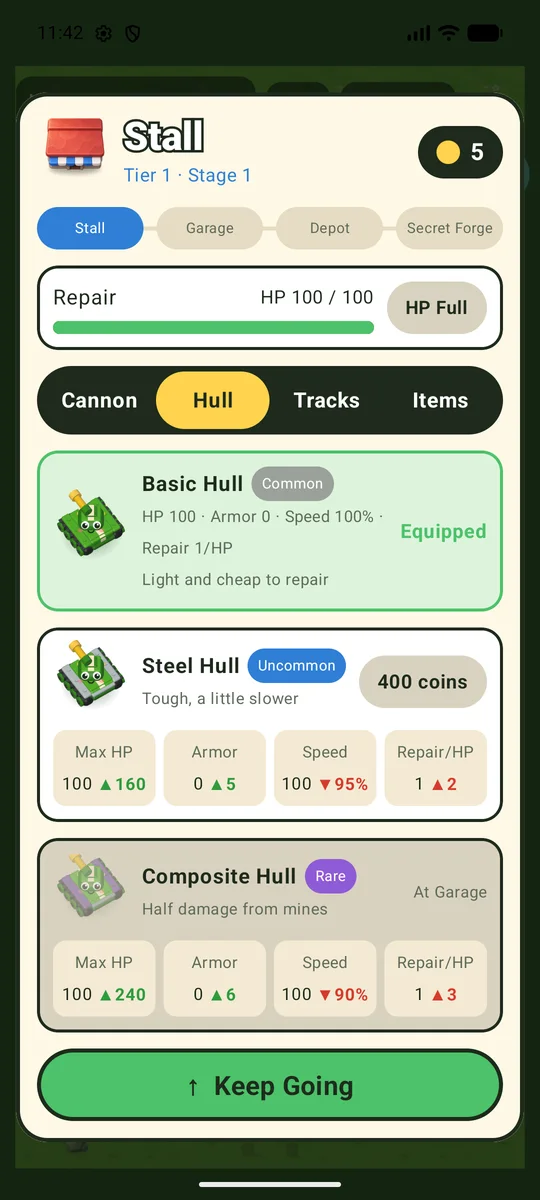 11:42
Stall
5
Tier 1 · Stage 1
Stall
Garage
Depot
Secret Forge
Repair
HP 100 / 100
HP Full
Cannon
Hull
Tracks
Items
Basic Hull
Common
HP 100 · Armor 0 · Speed 100% ·
Repair 1/HP
Light and cheap to repair
Equipped
Steel Hull
Uncommon
Tough, a little slower
400 coins
Max HP
100 ▲160
Armor
0 ▲5
Speed
100 ▼95%
Repair/HP
1 ▲2
Composite Hull
Rare
Half damage from mines
At Garage
Max HP
100 ▲240
Armor
0 ▲6
Speed
100 ▼90%
Repair/HP
1 ▲3
↑ Keep Going